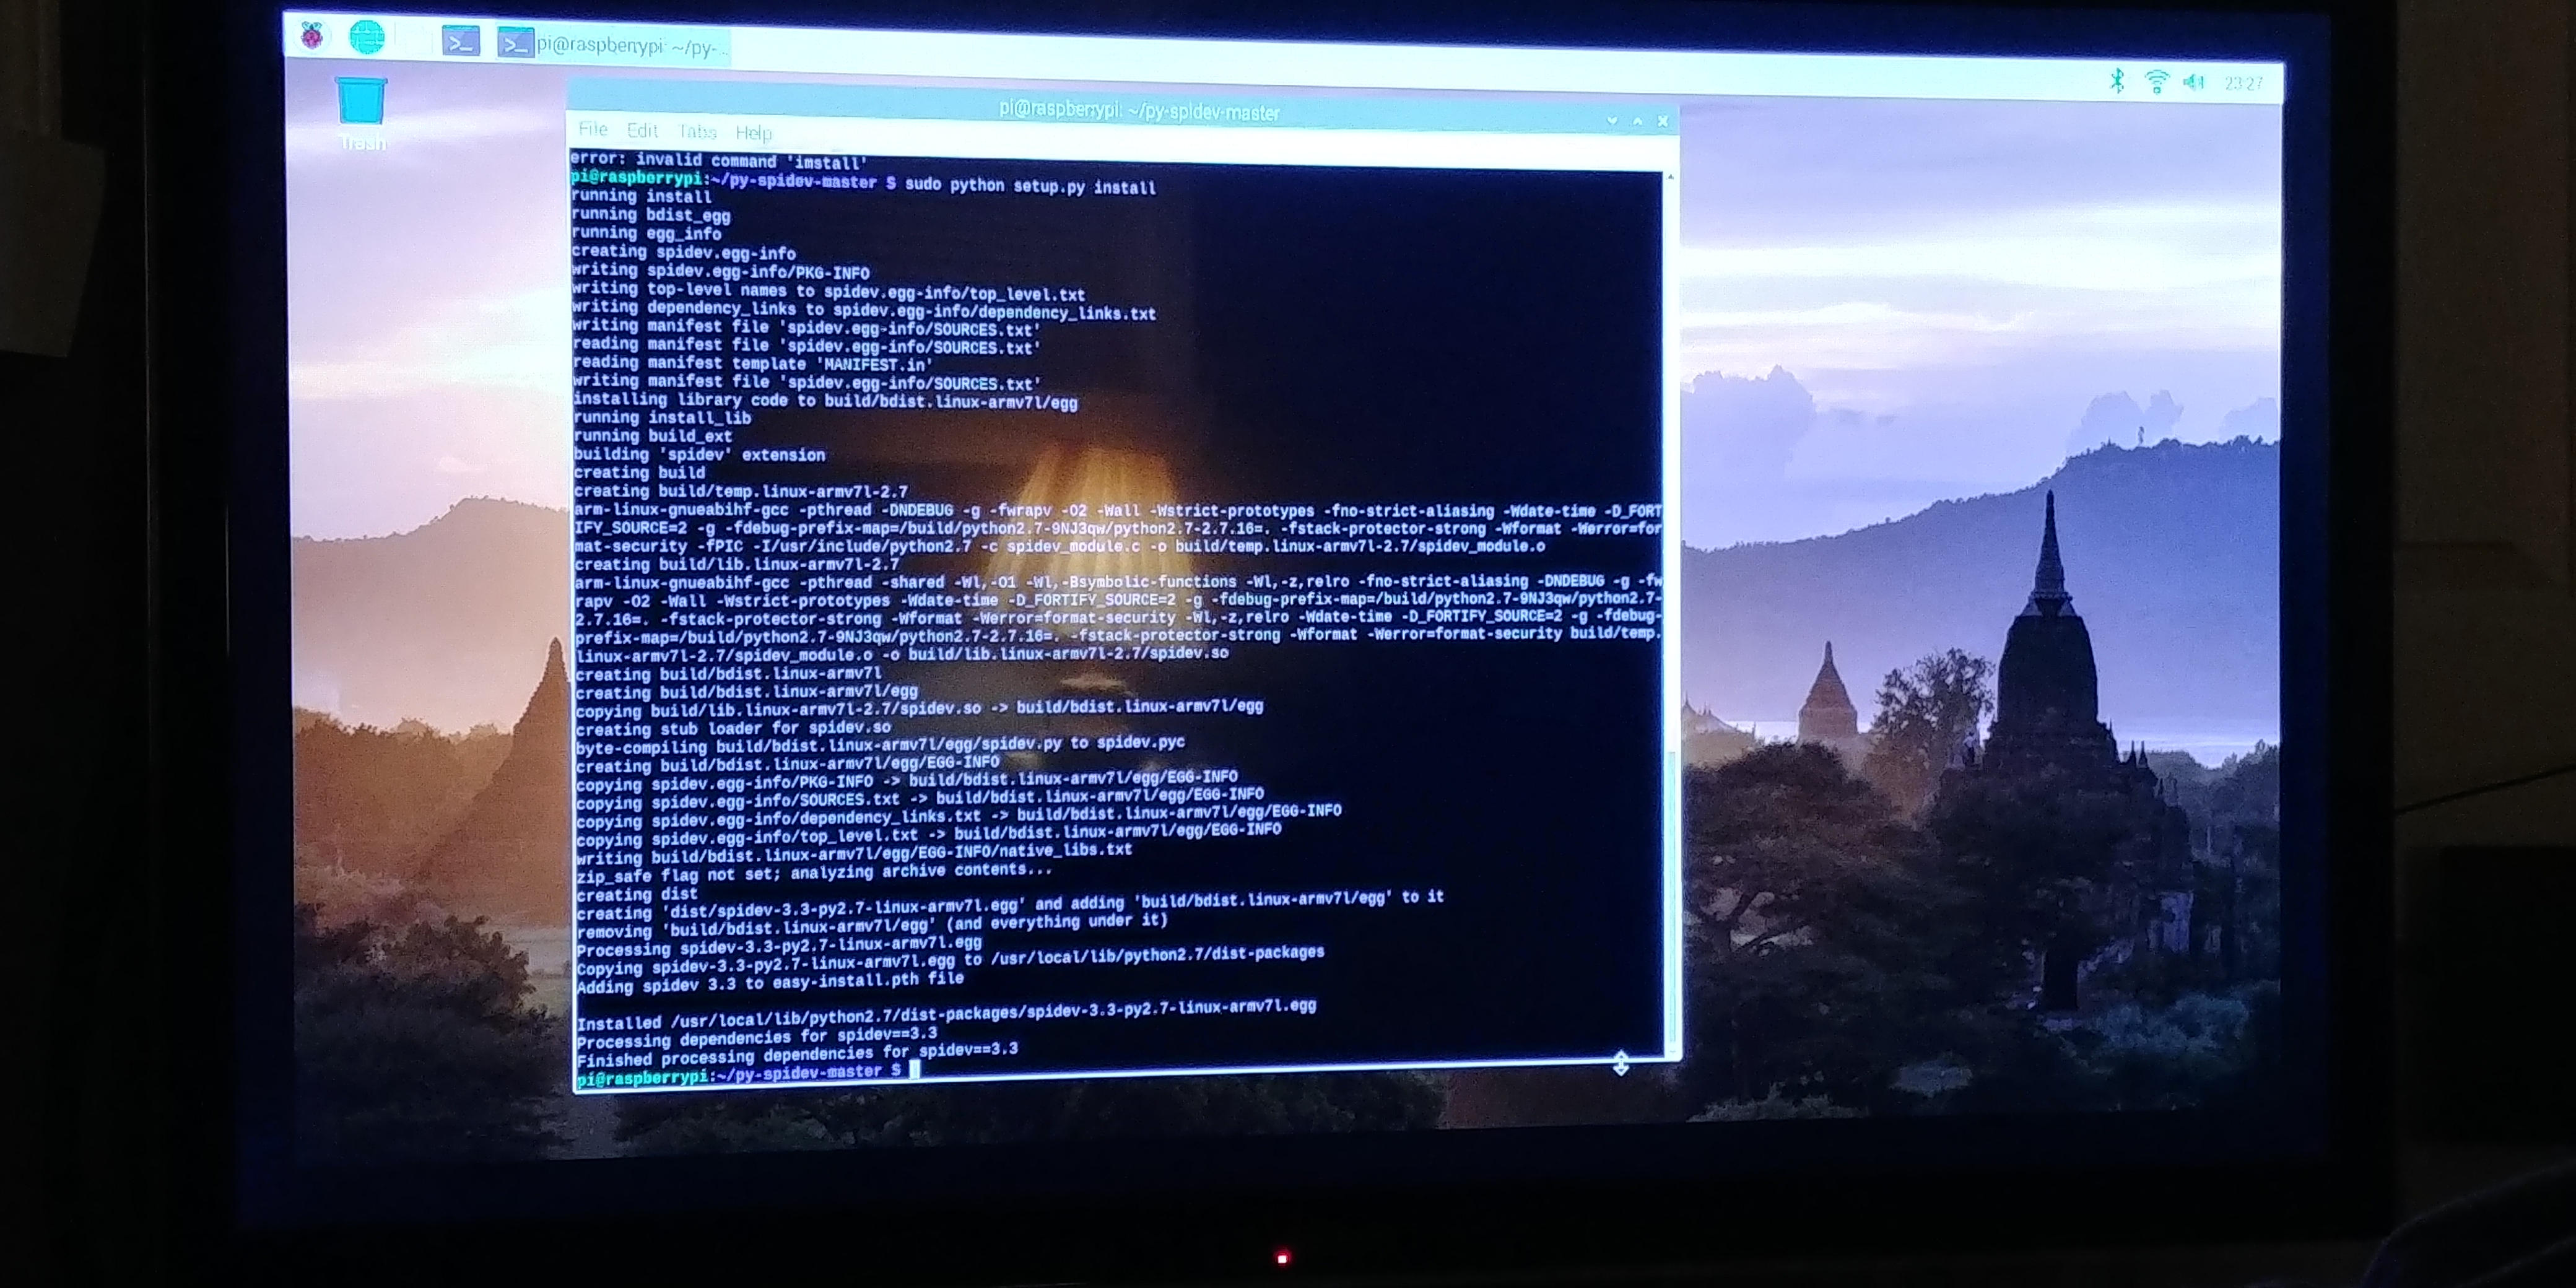 pi@raspberrypi: ~/py-...
23:27
Trash
pi@raspberrypi: ~/py-spidev-master
File Edit Tabs Help
error: invalid command 'imstall'
pi@raspberrypi:~/py-spidev-master $ sudo python setup.py install
running install
running bdist_egg
running egg_info
creating spidev.egg-info
writing spidev.egg-info/PKG-INFO
writing top-level names to spidev.egg-info/top_level.txt
writing dependency_links to spidev.egg-info/dependency_links.txt
writing manifest file 'spidev.egg-info/SOURCES.txt'
reading manifest file 'spidev.egg-info/SOURCES.txt'
reading manifest template 'MANIFEST.in'
writing manifest file 'spidev.egg-info/SOURCES.txt'
installing library code to build/bdist.linux-armv7l/egg
running install_lib
running build_ext
building 'spidev' extension
creating build
creating build/temp.linux-armv7l-2.7
arm-linux-gnueabihf-gcc -pthread -DNDEBUG -g -fwrapv -O2 -Wall -Wstrict-prototypes -fno-strict-aliasing -Wdate-time -D_FORT
IFY_SOURCE=2 -g -fdebug-prefix-map=/build/python2.7-9NJ3qw/python2.7-2.7.16=. -fstack-protector-strong -Wformat -Werror=for
mat-security -fPIC -I/usr/include/python2.7 -c spidev_module.c -o build/temp.linux-armv7l-2.7/spidev_module.o
creating build/lib.linux-armv7l-2.7
arm-linux-gnueabihf-gcc -pthread -shared -Wl,-O1 -Wl,-Bsymbolic-functions -Wl,-z,relro -fno-strict-aliasing -DNDEBUG -g -fw
rapv -O2 -Wall -Wstrict-prototypes -Wdate-time -D_FORTIFY_SOURCE=2 -g -fdebug-prefix-map=/build/python2.7-9NJ3qw/python2.7-
2.7.16=. -fstack-protector-strong -Wformat -Werror=format-security -Wl,-z,relro -Wdate-time -D_FORTIFY_SOURCE=2 -g -fdebug-
prefix-map=/build/python2.7-9NJ3qw/python2.7-2.7.16=. -fstack-protector-strong -Wformat -Werror=format-security build/temp.
linux-armv7l-2.7/spidev_module.o -o build/lib.linux-armv7l-2.7/spidev.so
creating build/bdist.linux-armv7l
creating build/bdist.linux-armv7l/egg
copying build/lib.linux-armv7l-2.7/spidev.so -> build/bdist.linux-armv7l/egg
creating stub loader for spidev.so
byte-compiling build/bdist.linux-armv7l/egg/spidev.py to spidev.pyc
creating build/bdist.linux-armv7l/egg/EGG-INFO
copying spidev.egg-info/PKG-INFO -> build/bdist.linux-armv7l/egg/EGG-INFO
copying spidev.egg-info/SOURCES.txt -> build/bdist.linux-armv7l/egg/EGG-INFO
copying spidev.egg-info/dependency_links.txt -> build/bdist.linux-armv7l/egg/EGG-INFO
copying spidev.egg-info/top_level.txt -> build/bdist.linux-armv7l/egg/EGG-INFO
writing build/bdist.linux-armv7l/egg/EGG-INFO/native_libs.txt
zip_safe flag not set; analyzing archive contents...
creating dist
creating 'dist/spidev-3.3-py2.7-linux-armv7l.egg' and adding 'build/bdist.linux-armv7l/egg' to it
removing 'build/bdist.linux-armv7l/egg' (and everything under it)
Processing spidev-3.3-py2.7-linux-armv7l.egg
Copying spidev-3.3-py2.7-linux-armv7l.egg to /usr/local/lib/python2.7/dist-packages
Adding spidev 3.3 to easy-install.pth file

Installed /usr/local/lib/python2.7/dist-packages/spidev-3.3-py2.7-linux-armv7l.egg
Processing dependencies for spidev==3.3
Finished processing dependencies for spidev==3.3
pi@raspberrypi:~/py-spidev-master $